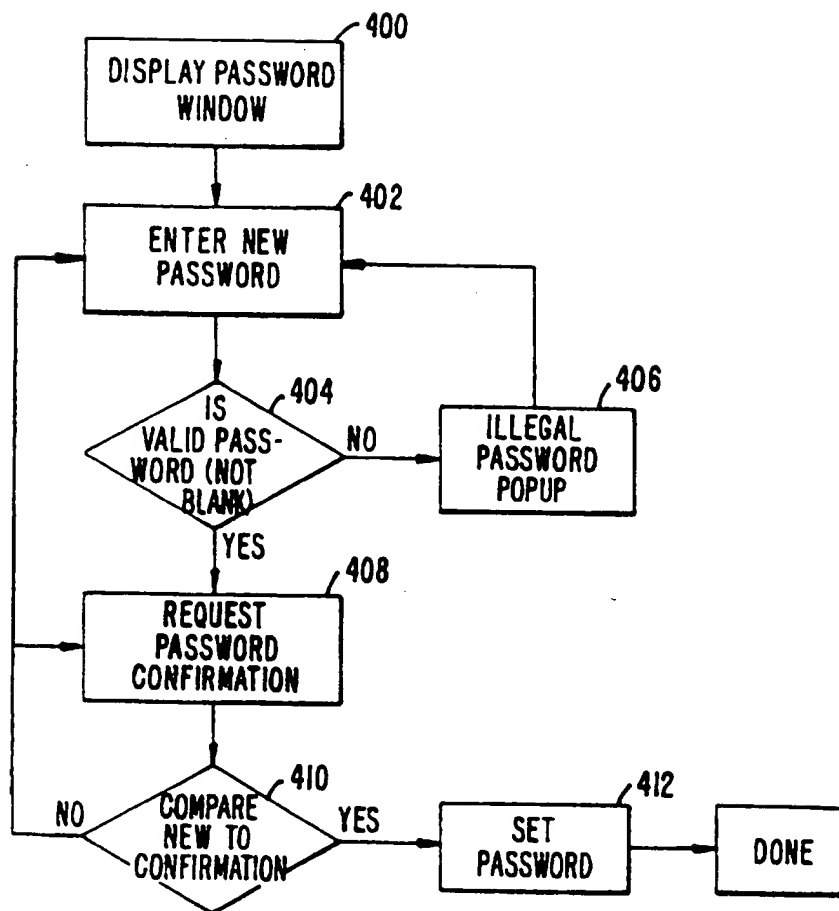 400
DISPLAY PASSWORD
WINDOW
402
ENTER NEW
PASSWORD
404
IS
VALID PASS-
WORD (NOT
BLANK)
NO
406
ILLEGAL
PASSWORD
POPUP
YES
408
REQUEST
PASSWORD
CONFIRMATION
410
NO
COMPARE
NEW TO
CONFIRMATION
YES
412
SET
PASSWORD
DONE